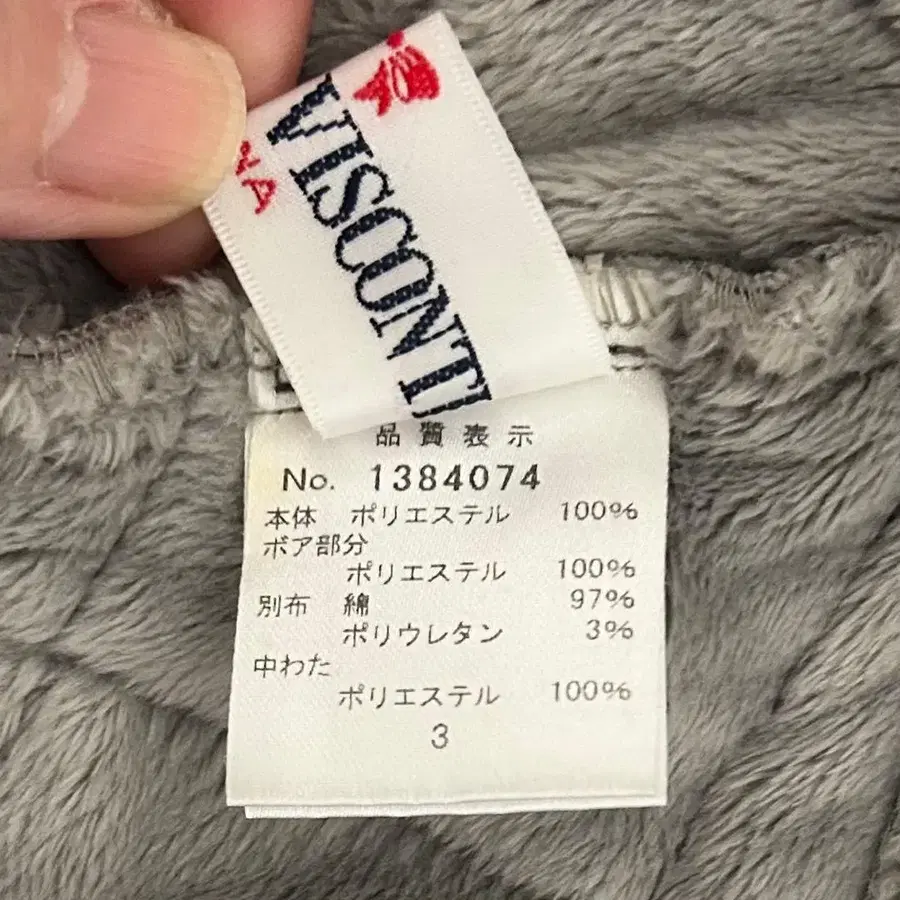 VISCONTI
NA
品質表示
No. 1384074
本体 ポリエステル 100%
ボア部分
ポリエステル 100%
別布 綿 97%
ポリウレタン 3%
中わた
ポリエステル 100%
3